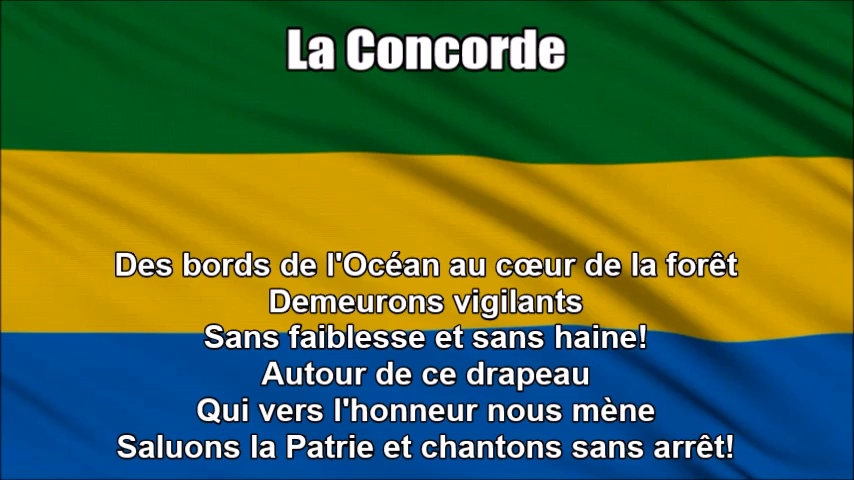 La Concorde
Des bords de l'Océan au cœur de la forêt
Demeurons vigilants
Sans faiblesse et sans haine!
Autour de ce drapeau
Qui vers l'honneur nous mène
Saluons la Patrie et chantons sans arrêt!